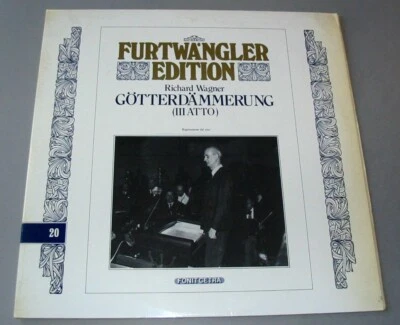 FURTWÄNGLER
EDITION
Richard Wagner
GÖTTERDÄMMERUNG
(III ATTO)
20
FONIT CETRA